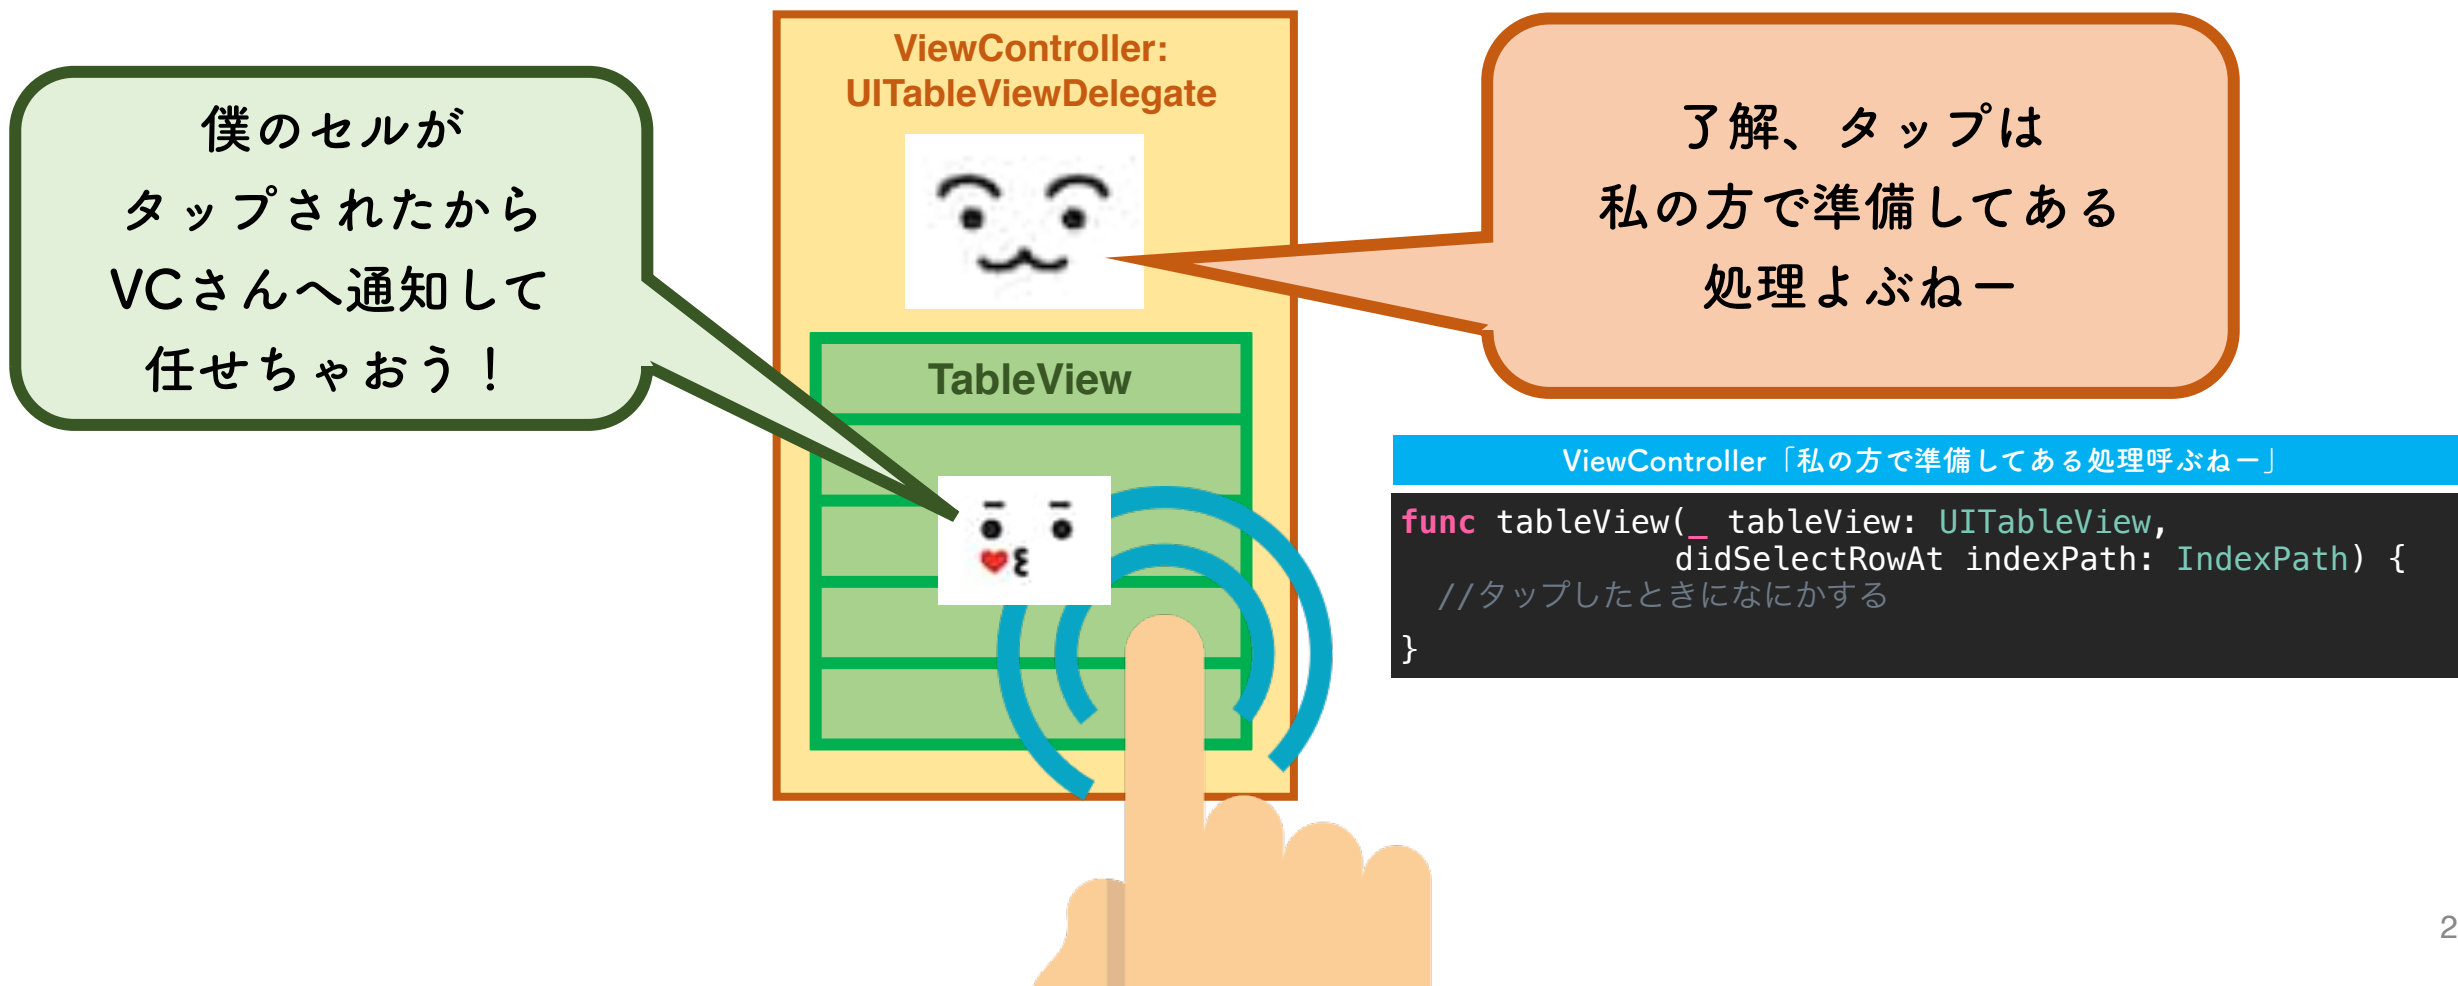 ViewController:
UITableViewDelegate
僕のセルが
タップされたから
VCさんへ通知して
任せちゃおう！
了解、タップは
私の方で準備してある
処理よぶねー
TableView
ViewController「私の方で準備してある処理呼ぶねー」
func tableView(_ tableView: UITableView,
didSelectRowAt indexPath: IndexPath) {
//タップしたときになにかする
}
2